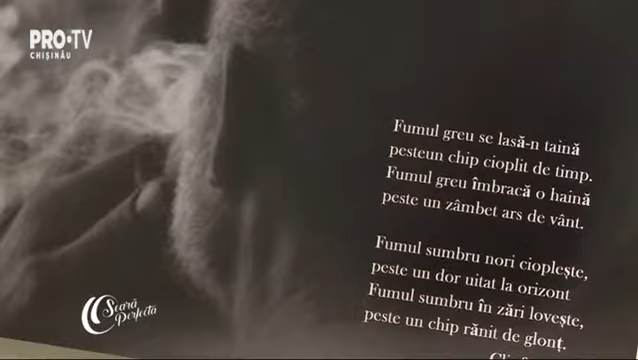 PRO•TV
CHIȘINĂU
Fumul greu se lasă-n taină
pesteun chip cioplit de timp.
Fumul greu îmbracă o haină
peste un zâmbet ars de vânt.
Fumul sumbru nori cioplește,
peste un dor uitat la orizont
Fumul sumbru în zări lovește,
peste un chip rănit de glonț.
Seară
Perfectă